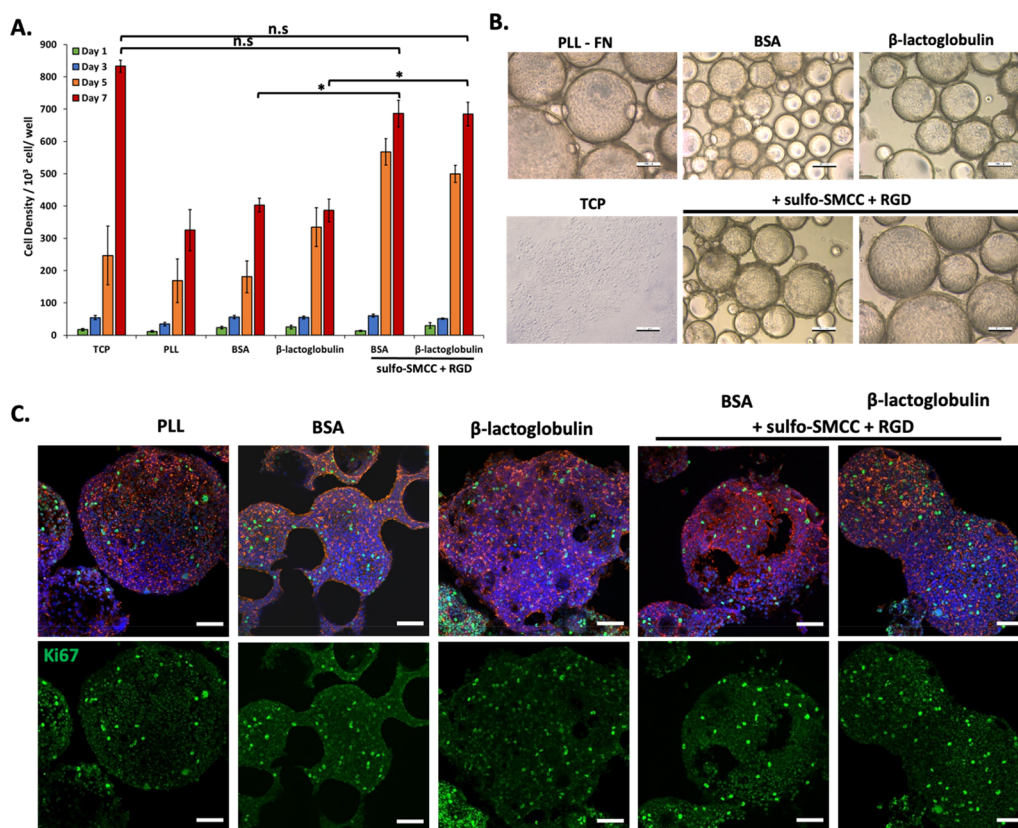 A.
n.s
n.s
*
*
Day 1
Day 3
Day 5
Day 7
Cell Density / 10³ cell/ well
900
800
700
600
500
400
300
200
100
0
TCP
PLL
BSA
β-lactoglobulin
BSA
β-lactoglobulin
sulfo-SMCC + RGD
B.
PLL - FN
BSA
β-lactoglobulin
TCP
+ sulfo-SMCC + RGD
C.
PLL
BSA
β-lactoglobulin
BSA
β-lactoglobulin
+ sulfo-SMCC + RGD
Ki67